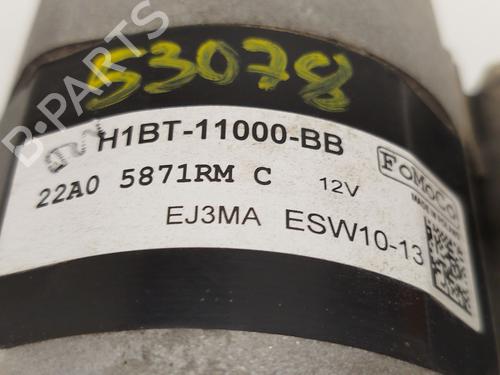 53078
H1BT-11000-BB
FoMoCo
22A0 5871RM C 12V
EJ3MA ESW10-13
B-PARTS